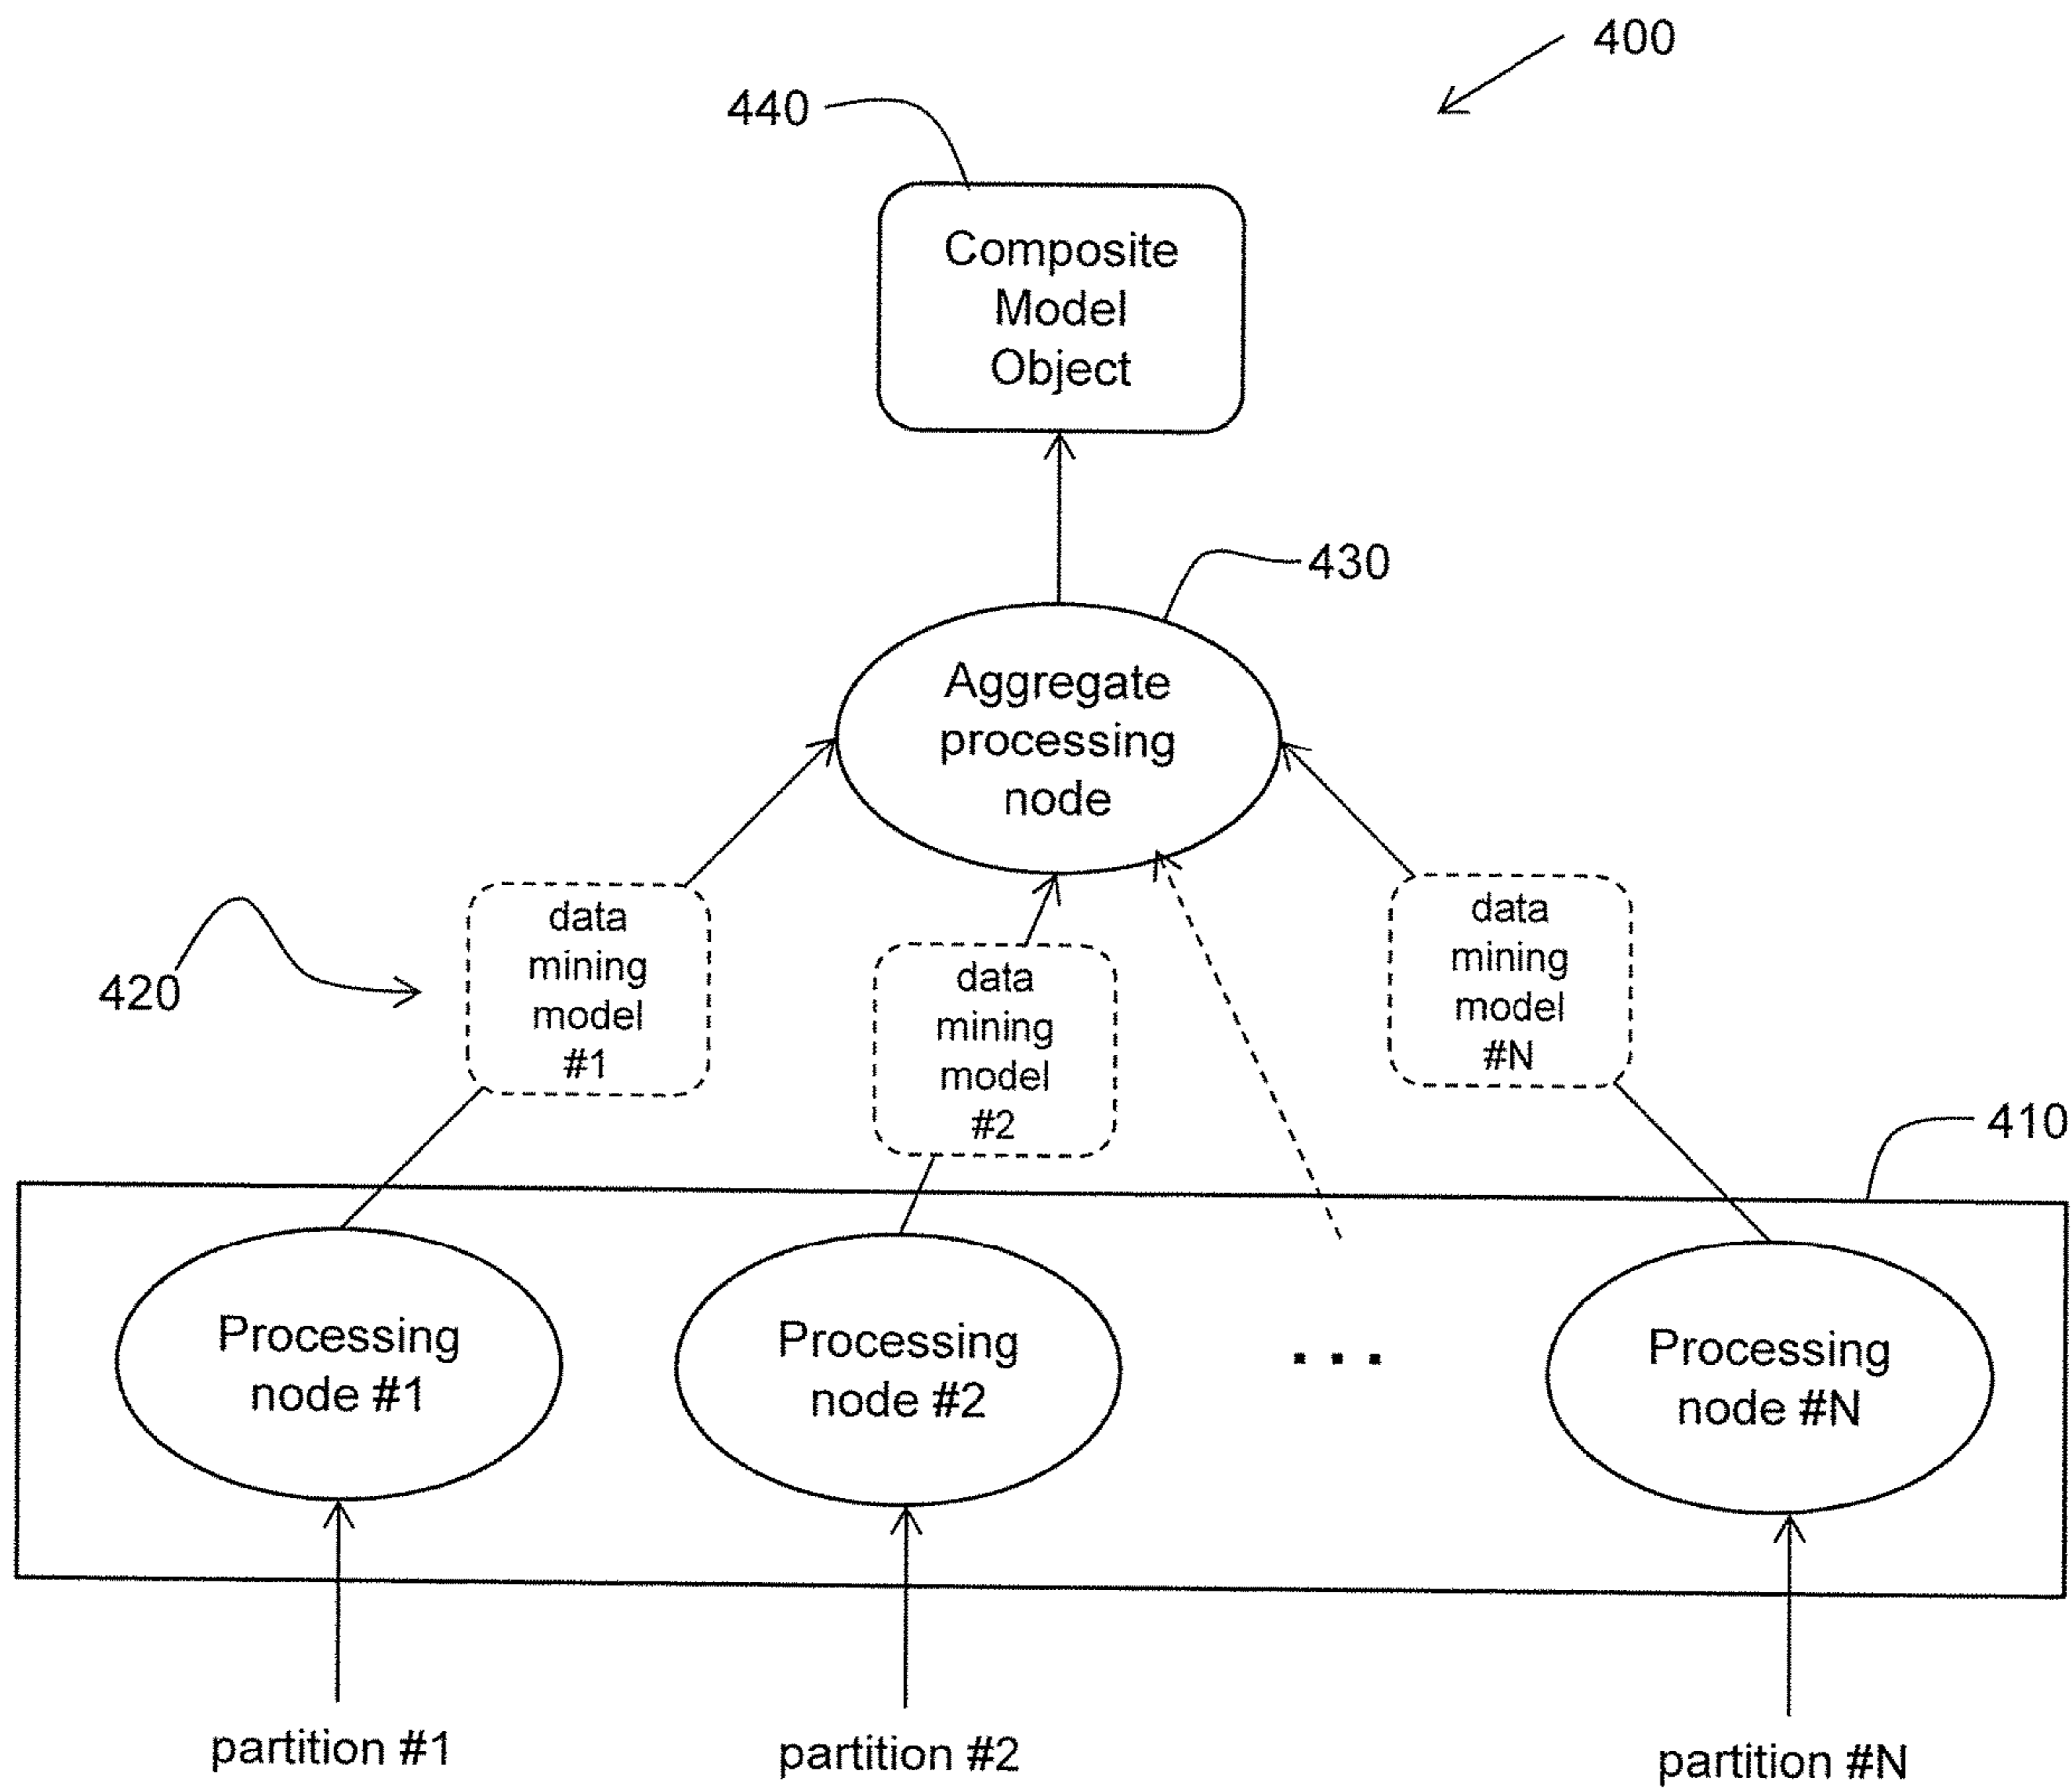 400
440
Composite
Model
Object
430
Aggregate
processing
node
420
data
mining
model
#1
data
mining
model
#2
data
mining
model
#N
410
Processing
node #1
Processing
node #2
...
Processing
node #N
partition #1
partition #2
partition #N